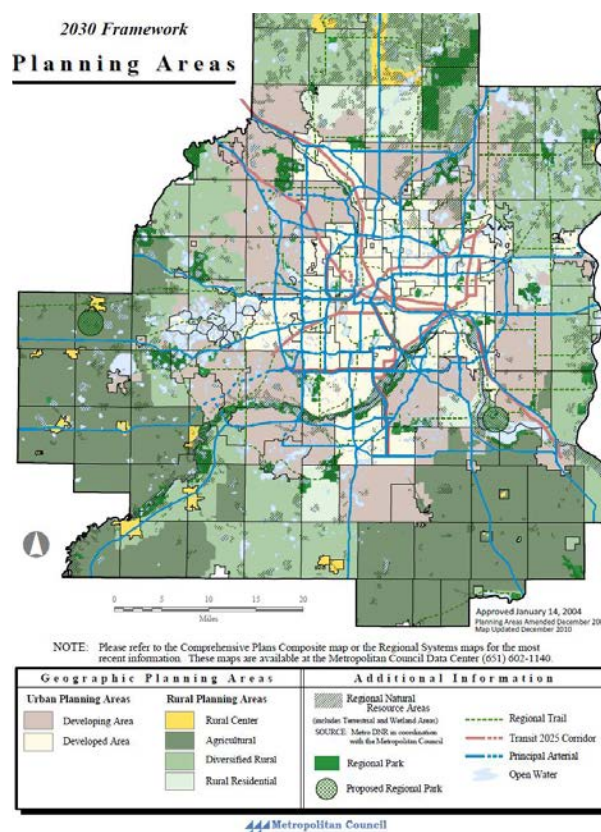 2030 Framework
Planning Areas
0 5 10 15 20
Miles
Approved January 14, 2004
Planning Areas Amended December
Map Updated December 2010
NOTE: Please refer to the Comprehensive Plans Composite map or the Regional Systems maps for the most
recent information. These maps are available at the Metropolitan Council Data Center (651) 602-1140.
Geographic Planning Areas
Urban Planning Areas
Developing Area
Developed Area
Rural Planning Areas
Rural Center
Agricultural
Diversified Rural
Rural Residential
Additional Information
Regional Natural
Resource Areas
(includes Terrestrial and Wetland Areas)
SOURCE: Metro DNR in coordination
with the Metropolitan Council
Regional Park
Proposed Regional Park
Regional Trail
Transit 2025 Corridor
Principal Arterial
Open Water
Metropolitan Council